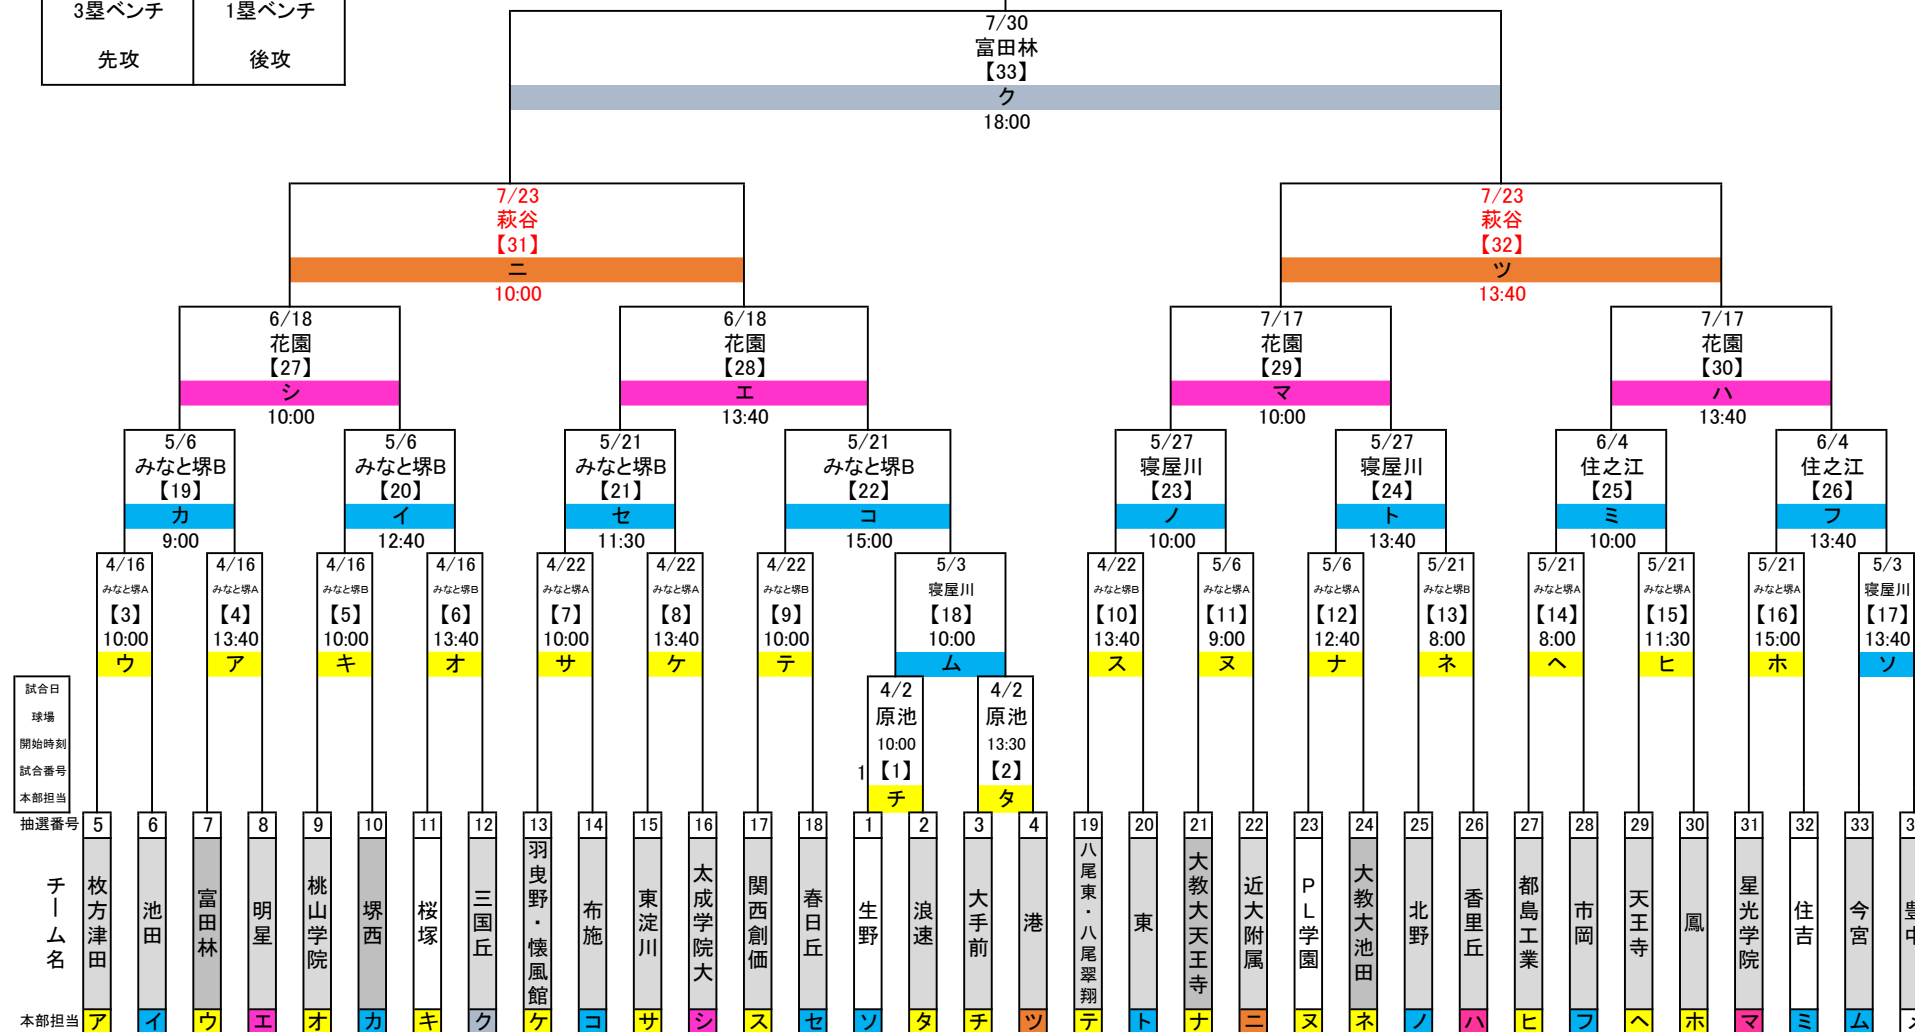 3塁ベンチ 1塁ベンチ
先攻 後攻
7/30
富田林
【33】
ク
18:00
7/23 7/23
萩谷 萩谷
【31】 【32】
ニ ツ
10:00 13:40
6/18 6/18 7/17 7/17
花園 花園 花園 花園
【27】 【28】 【29】 【30】
シ エ マ ハ
10:00 13:40 10:00 13:40
5/6 5/6 5/21 5/21 5/27 5/27 6/4 6/4
みなと堺B みなと堺B みなと堺B みなと堺B 寝屋川 寝屋川 住之江 住之江
【19】 【20】 【21】 【22】 【23】 【24】 【25】 【26】
カ イ セ コ ノ ト ミ フ
9:00 12:40 11:30 15:00 10:00 13:40 10:00 13:40
4/16 4/16 4/16 4/16 4/22 4/22 4/22 5/3 4/22 5/6 5/6 5/21 5/21 5/21 5/21 5/3
みなと堺A みなと堺A みなと堺B みなと堺B みなと堺A みなと堺A みなと堺B 寝屋川 みなと堺B みなと堺A みなと堺A みなと堺B みなと堺A みなと堺A みなと堺A 寝屋川
【3】 【4】 【5】 【6】 【7】 【8】 【9】 【18】 【10】 【11】 【12】 【13】 【14】 【15】 【16】 【17】
10:00 13:40 10:00 13:40 10:00 13:40 10:00 10:00 13:40 9:00 12:40 8:00 8:00 11:30 15:00 13:40
ウ ア キ オ サ ケ テ ム ス ヌ ナ ネ ヘ ヒ ホ ソ
試合日 4/2 4/2
球場 原池 原池
開始時刻 10:00 13:30
試合番号 1 【1】 【2】
本部担当 チ タ
抽選番号 5 6 7 8 9 10 11 12 13 14 15 16 17 18 1 2 3 4 19 20 21 22 23 24 25 26 27 28 29 30 31 32 33
チーム名 枚方津田 池田 富田林 明星 桃山学院 堺西 桜塚 三国丘 羽曳野・懐風館 布施 東淀川 太成学院大 関西創価 春日丘 生野 浪速 大手前 港 八尾東・八尾翠翔 東 大教大天王寺 近大附属 PL学園 大教大池田 北野 香里丘 都島工業 市岡 天王寺 鳳 星光学院 住吉 今宮 豊中
本部担当 ア イ ウ エ オ カ キ ク ケ コ サ シ ス セ ソ タ チ ツ テ ト ナ ニ ヌ ネ ノ ハ ヒ フ ヘ ホ マ ミ ム